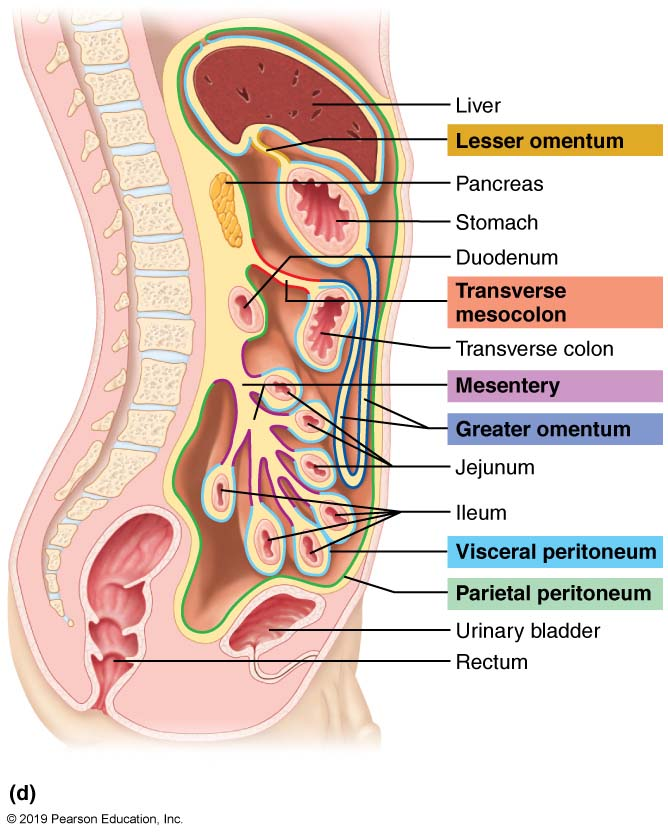 Liver
Lesser omentum
Pancreas
Stomach
Duodenum
Transverse
mesocolon
Transverse colon
Mesentery
Greater omentum
Jejunum
Ileum
Visceral peritoneum
Parietal peritoneum
Urinary bladder
Rectum
(d)
© 2019 Pearson Education, Inc.